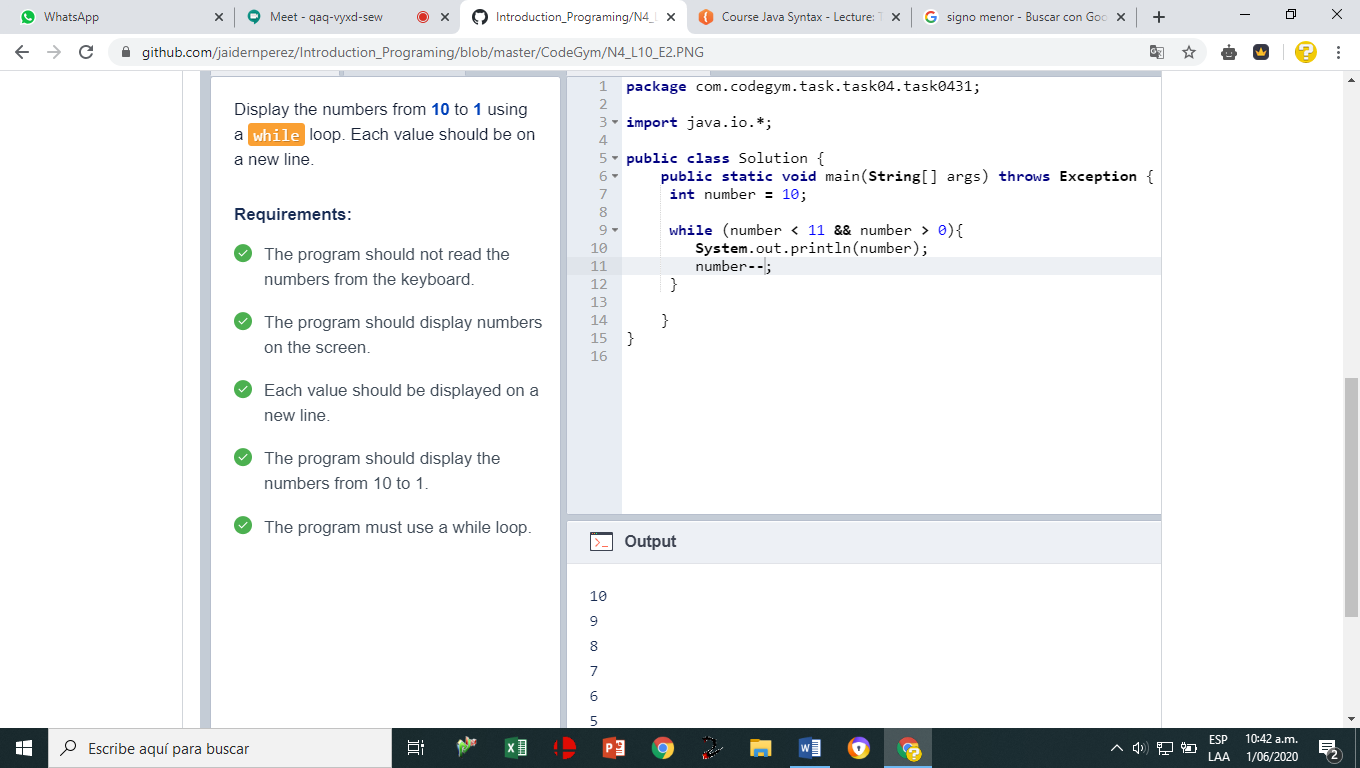 WhatsApp
Meet - qaq-vyxd-sew
Introduction_Programing/N4_L
Course Java Syntax - Lecture: T
signo menor - Buscar con Goo
github.com/jaidernperez/Introduction_Programing/blob/master/CodeGym/N4_L10_E2.PNG
Display the numbers from 10 to 1 using
a while loop. Each value should be on
a new line.
Requirements:
The program should not read the
numbers from the keyboard.
The program should display numbers
on the screen.
Each value should be displayed on a
new line.
The program should display the
numbers from 10 to 1.
The program must use a while loop.
1 package com.codegym.task.task04.task0431;
2
3 import java.io.*;
4
5 public class Solution {
6 public static void main(String[] args) throws Exception {
7 int number = 10;
8
9 while (number < 11 && number > 0){
10 System.out.println(number);
11 number--;
12 }
13
14 }
15 }
16
>_ Output
10
9
8
7
6
5
Escribe aquí para buscar
ESP
LAA
10:42 a.m.
1/06/2020
2